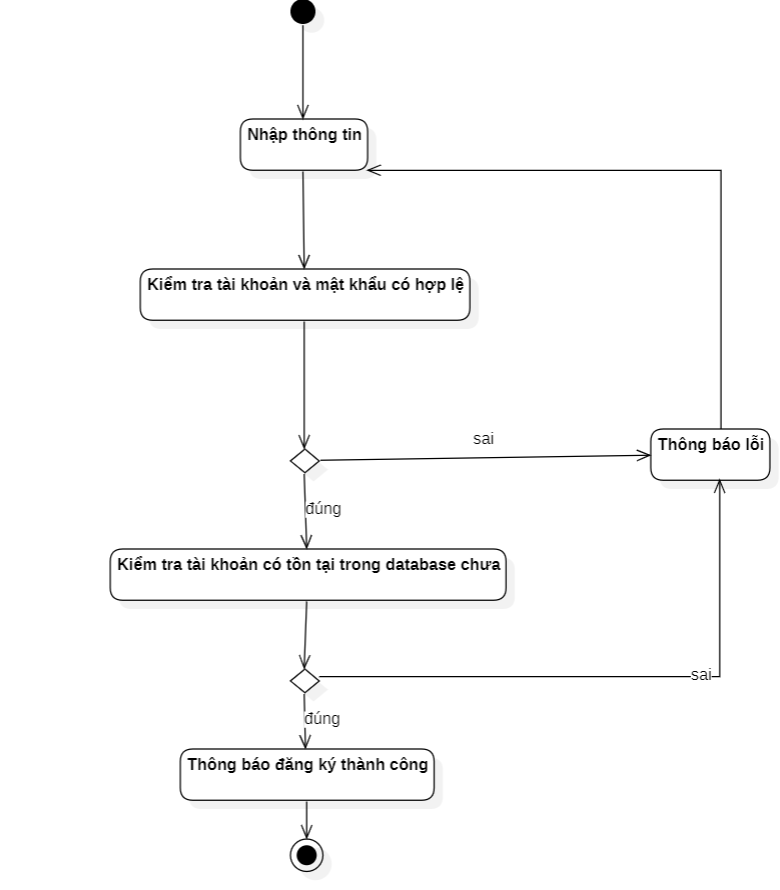 Nhập thông tin
Kiểm tra tài khoản và mật khẩu có hợp lệ
sai
Thông báo lỗi
đúng
Kiểm tra tài khoản có tồn tại trong database chưa
sai
đúng
Thông báo đăng ký thành công